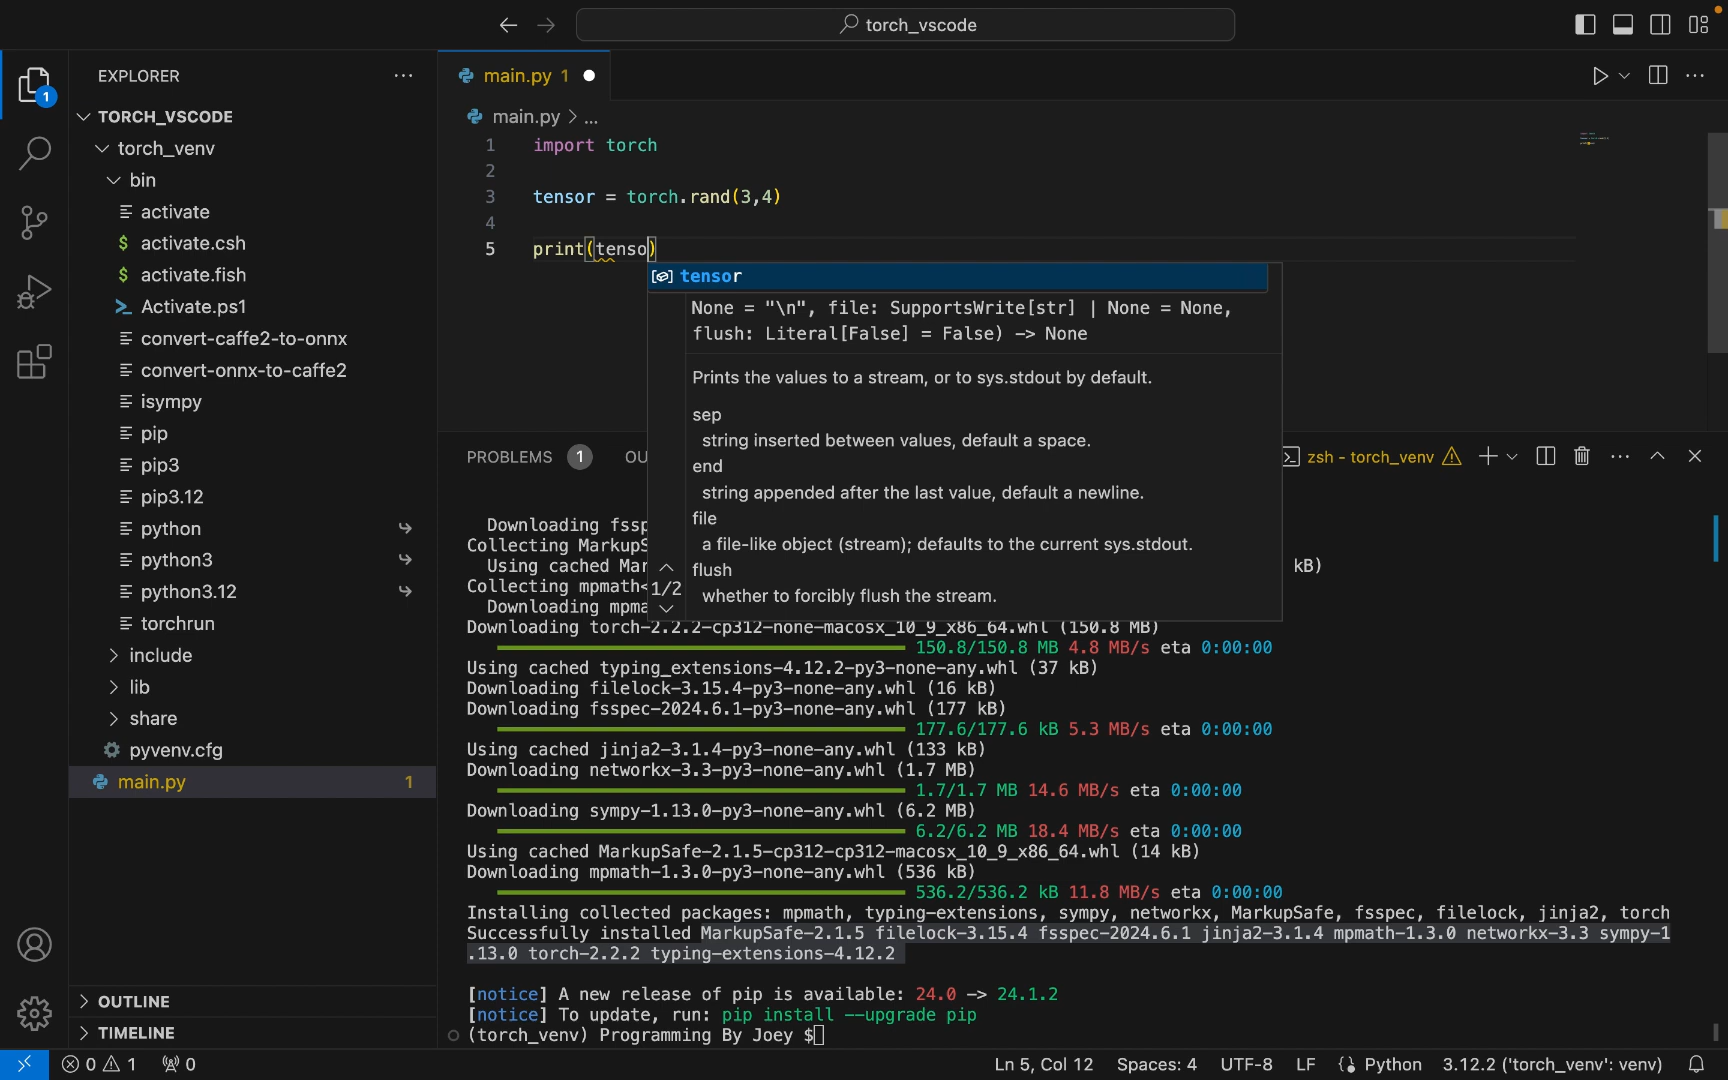 torch_vscode
1
EXPLORER
TORCH_VSCODE
torch_venv
bin
activate
$ activate.csh
$ activate.fish
Activate.ps1
convert-caffe2-to-onnx
convert-onnx-to-caffe2
isympy
pip
pip3
pip3.12
python
python3
python3.12
torchrun
include
lib
share
pyvenv.cfg
main.py 1
OUTLINE
TIMELINE
main.py 1
main.py > ...
1 import torch
2
3 tensor = torch.rand(3,4)
4
5 print(tenso)
tensor
None = "\n", file: SupportsWrite[str] | None = None,
flush: Literal[False] = False) -> None
Prints the values to a stream, or to sys.stdout by default.
sep
string inserted between values, default a space.
end
string appended after the last value, default a newline.
file
a file-like object (stream); defaults to the current sys.stdout.
flush
whether to forcibly flush the stream.
1/2
PROBLEMS 1 OU
zsh - torch_venv
Downloading fssp
Collecting MarkupS
Using cached Mar kB)
Collecting mpmath<
Downloading mpma
Downloading torch-2.2.2-cp312-none-macosx_10_9_x86_64.whl (150.8 MB)
150.8/150.8 MB 4.8 MB/s eta 0:00:00
Using cached typing_extensions-4.12.2-py3-none-any.whl (37 kB)
Downloading filelock-3.15.4-py3-none-any.whl (16 kB)
Downloading fsspec-2024.6.1-py3-none-any.whl (177 kB)
177.6/177.6 kB 5.3 MB/s eta 0:00:00
Using cached jinja2-3.1.4-py3-none-any.whl (133 kB)
Downloading networkx-3.3-py3-none-any.whl (1.7 MB)
1.7/1.7 MB 14.6 MB/s eta 0:00:00
Downloading sympy-1.13.0-py3-none-any.whl (6.2 MB)
6.2/6.2 MB 18.4 MB/s eta 0:00:00
Using cached MarkupSafe-2.1.5-cp312-cp312-macosx_10_9_x86_64.whl (14 kB)
Downloading mpmath-1.3.0-py3-none-any.whl (536 kB)
536.2/536.2 kB 11.8 MB/s eta 0:00:00
Installing collected packages: mpmath, typing-extensions, sympy, networkx, MarkupSafe, fsspec, filelock, jinja2, torch
Successfully installed MarkupSafe-2.1.5 filelock-3.15.4 fsspec-2024.6.1 jinja2-3.1.4 mpmath-1.3.0 networkx-3.3 sympy-1
.13.0 torch-2.2.2 typing-extensions-4.12.2
[notice] A new release of pip is available: 24.0 -> 24.1.2
[notice] To update, run: pip install --upgrade pip
(torch_venv) Programming By Joey $
0 1 0
Ln 5, Col 12 Spaces: 4 UTF-8 LF Python 3.12.2 ('torch_venv': venv)